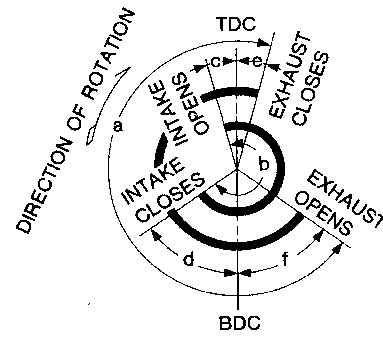 TDC
DIRECTION OF ROTATION
a
c
e
INTAKE
OPENS
EXHAUST
CLOSES
b
INTAKE
CLOSES
EXHAUST
OPENS
d
f
BDC